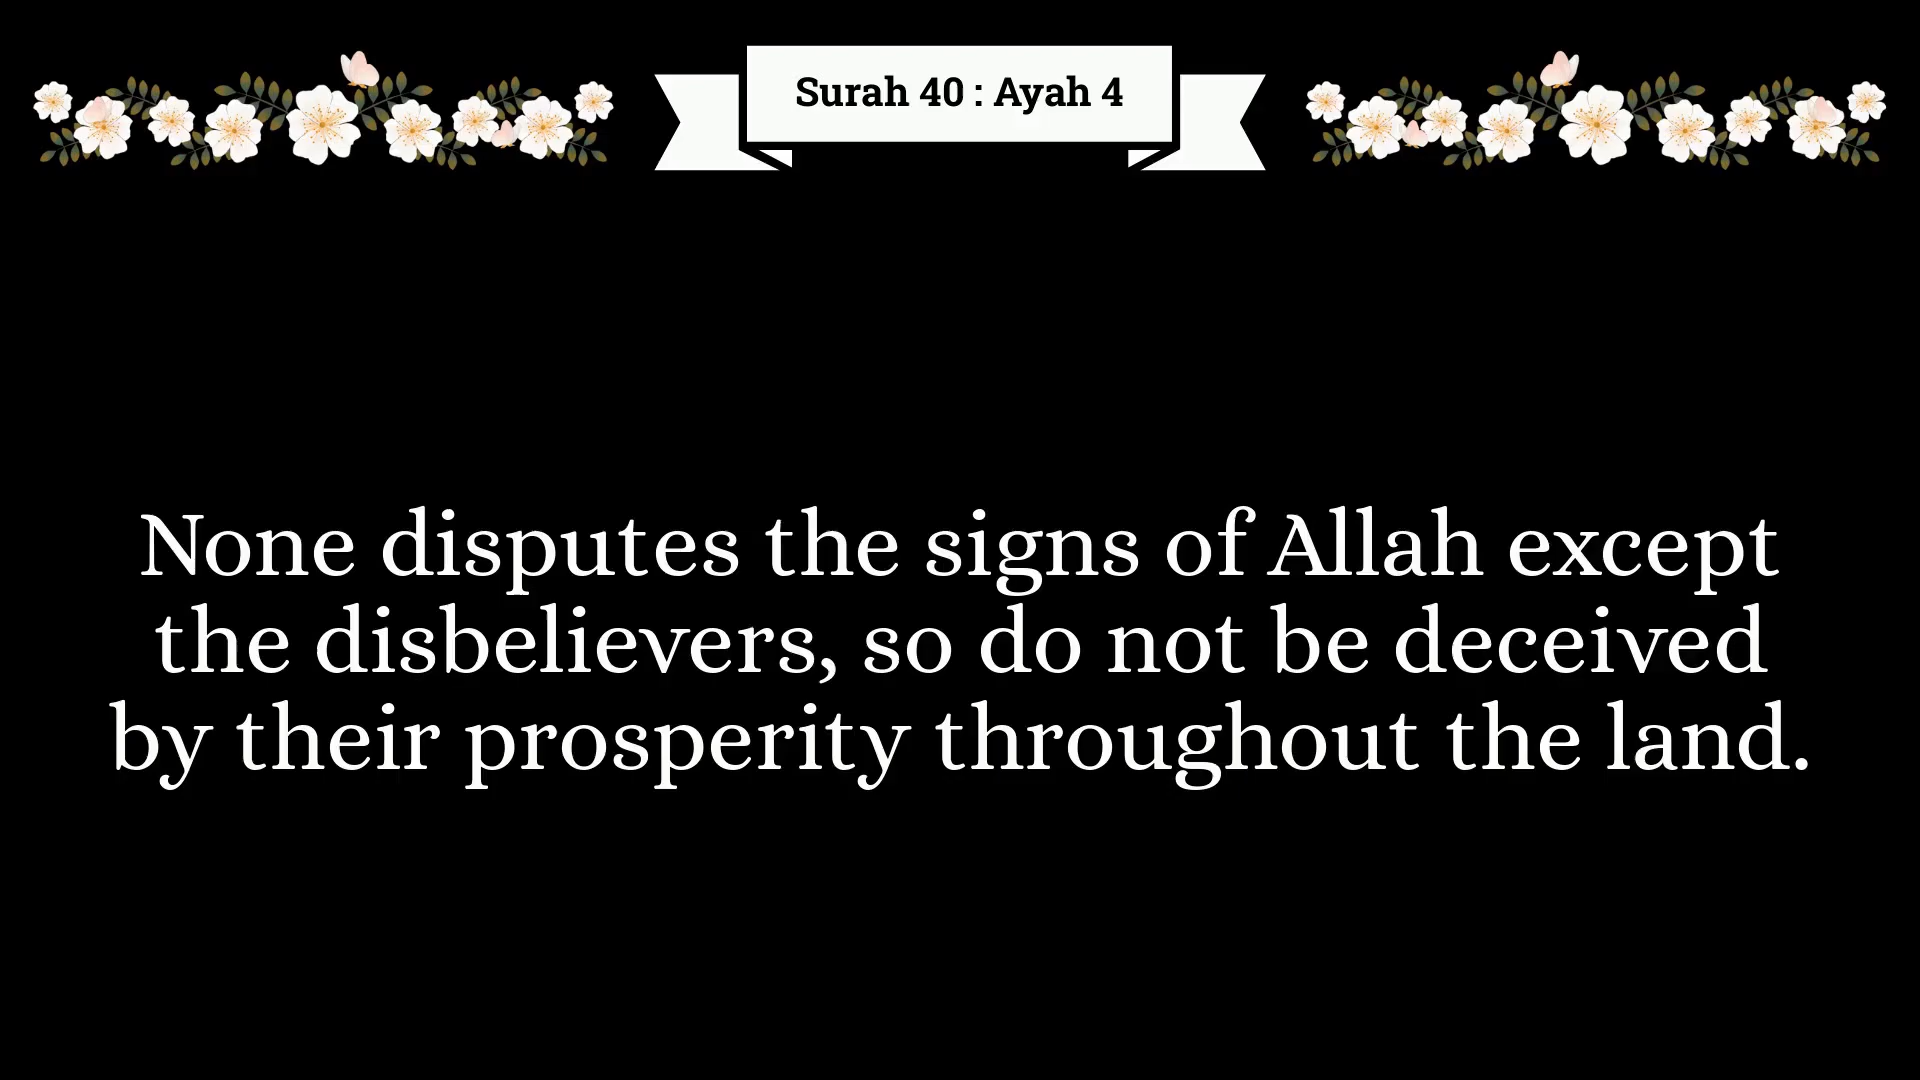 Surah 40 : Ayah 4
None disputes the signs of Allah except
the disbelievers, so do not be deceived
by their prosperity throughout the land.